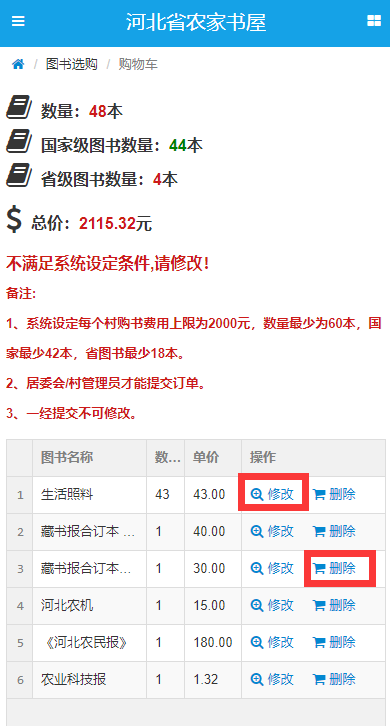 河北省农家书屋
/ 图书选购 / 购物车
数量：48本
国家级图书数量：44本
省级图书数量：4本
$ 总价：2115.32元
不满足系统设定条件,请修改！
备注:
1、系统设定每个村购书费用上限为2000元，数量最少为60本，国
家最少42本，省图书最少18本。
2、居委会/村管理员才能提交订单。
3、一经提交不可修改。
图书名称 数... 单价 操作
1 生活照料 43 43.00 修改 删除
2 藏书报合订本 ... 1 40.00 修改 删除
3 藏书报合订本... 1 30.00 修改 删除
4 河北农机 1 15.00 修改 删除
5 《河北农民报》 1 180.00 修改 删除
6 农业科技报 1 1.32 修改 删除